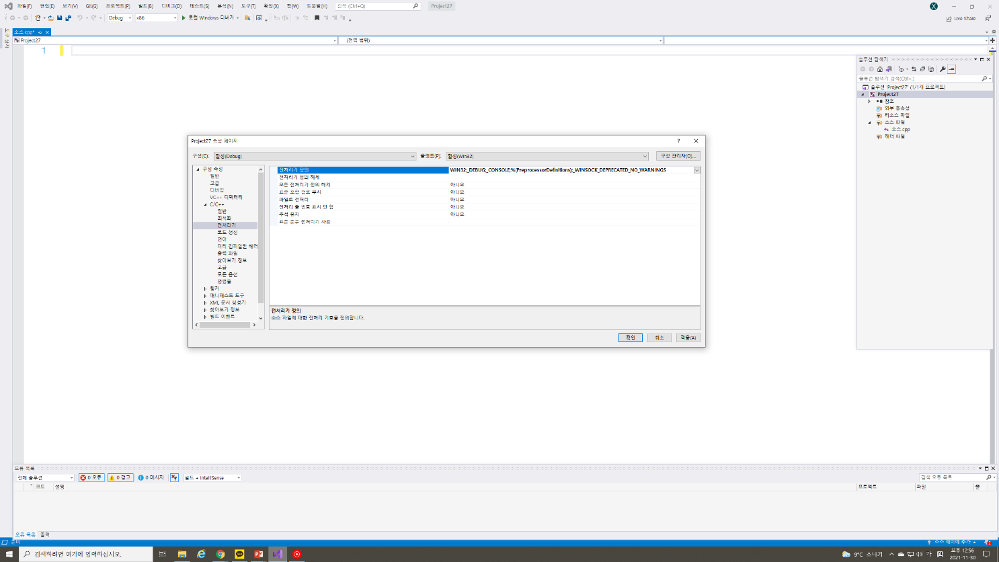 파일(F) 편집(E) 보기(V) Git(G) 프로젝트(P) 빌드(B) 디버그(D) 테스트(S) 분석(N) 도구(T) 확장(X) 창(W) 도움말(H) 검색 (Ctrl+Q) Project27 X
Debug x86 로컬 Windows 디버거 Live Share
도구 상자
소스.cpp*
Project27 (전역 범위)
1
솔루션 탐색기
솔루션 탐색기 검색(Ctrl+;)
솔루션 'Project27' (1/1개 프로젝트)
Project27
참조
외부 종속성
리소스 파일
소스 파일
소스.cpp
헤더 파일
Project27 속성 페이지 ?
구성(C): 활성(Debug) 플랫폼(P): 활성(Win32) 구성 관리자(O)...
구성 속성
일반
고급
디버깅
VC++ 디렉터리
C/C++
일반
최적화
전처리기
코드 생성
언어
미리 컴파일된 헤더
출력 파일
찾아보기 정보
고급
모든 옵션
명령줄
링커
매니페스트 도구
XML 문서 생성기
찾아보기 정보
빌드 이벤트
전처리기 정의 WIN32;_DEBUG;_CONSOLE;%(PreprocessorDefinitions);_WINSOCK_DEPRECATED_NO_WARNINGS
전처리기 정의 해제
모든 전처리기 정의 해제 아니요
표준 포함 경로 무시 아니요
파일로 전처리 아니요
전처리 줄 번호 표시 안 함 아니요
주석 유지 아니요
표준 준수 전처리기 사용
전처리기 정의
소스 파일에 대한 전처리 기호를 정의합니다.
확인 취소 적용(A)
오류 목록
전체 솔루션 0 오류 0 경고 0 메시지 빌드 + IntelliSense 검색 오류 목록
코드 설명 프로젝트 파일 줄
오류 목록 출력
준비 소스 제어에 추가 2
검색하려면 여기에 입력하십시오. 9°C 소나기 가 오후 12:56
2021-11-30